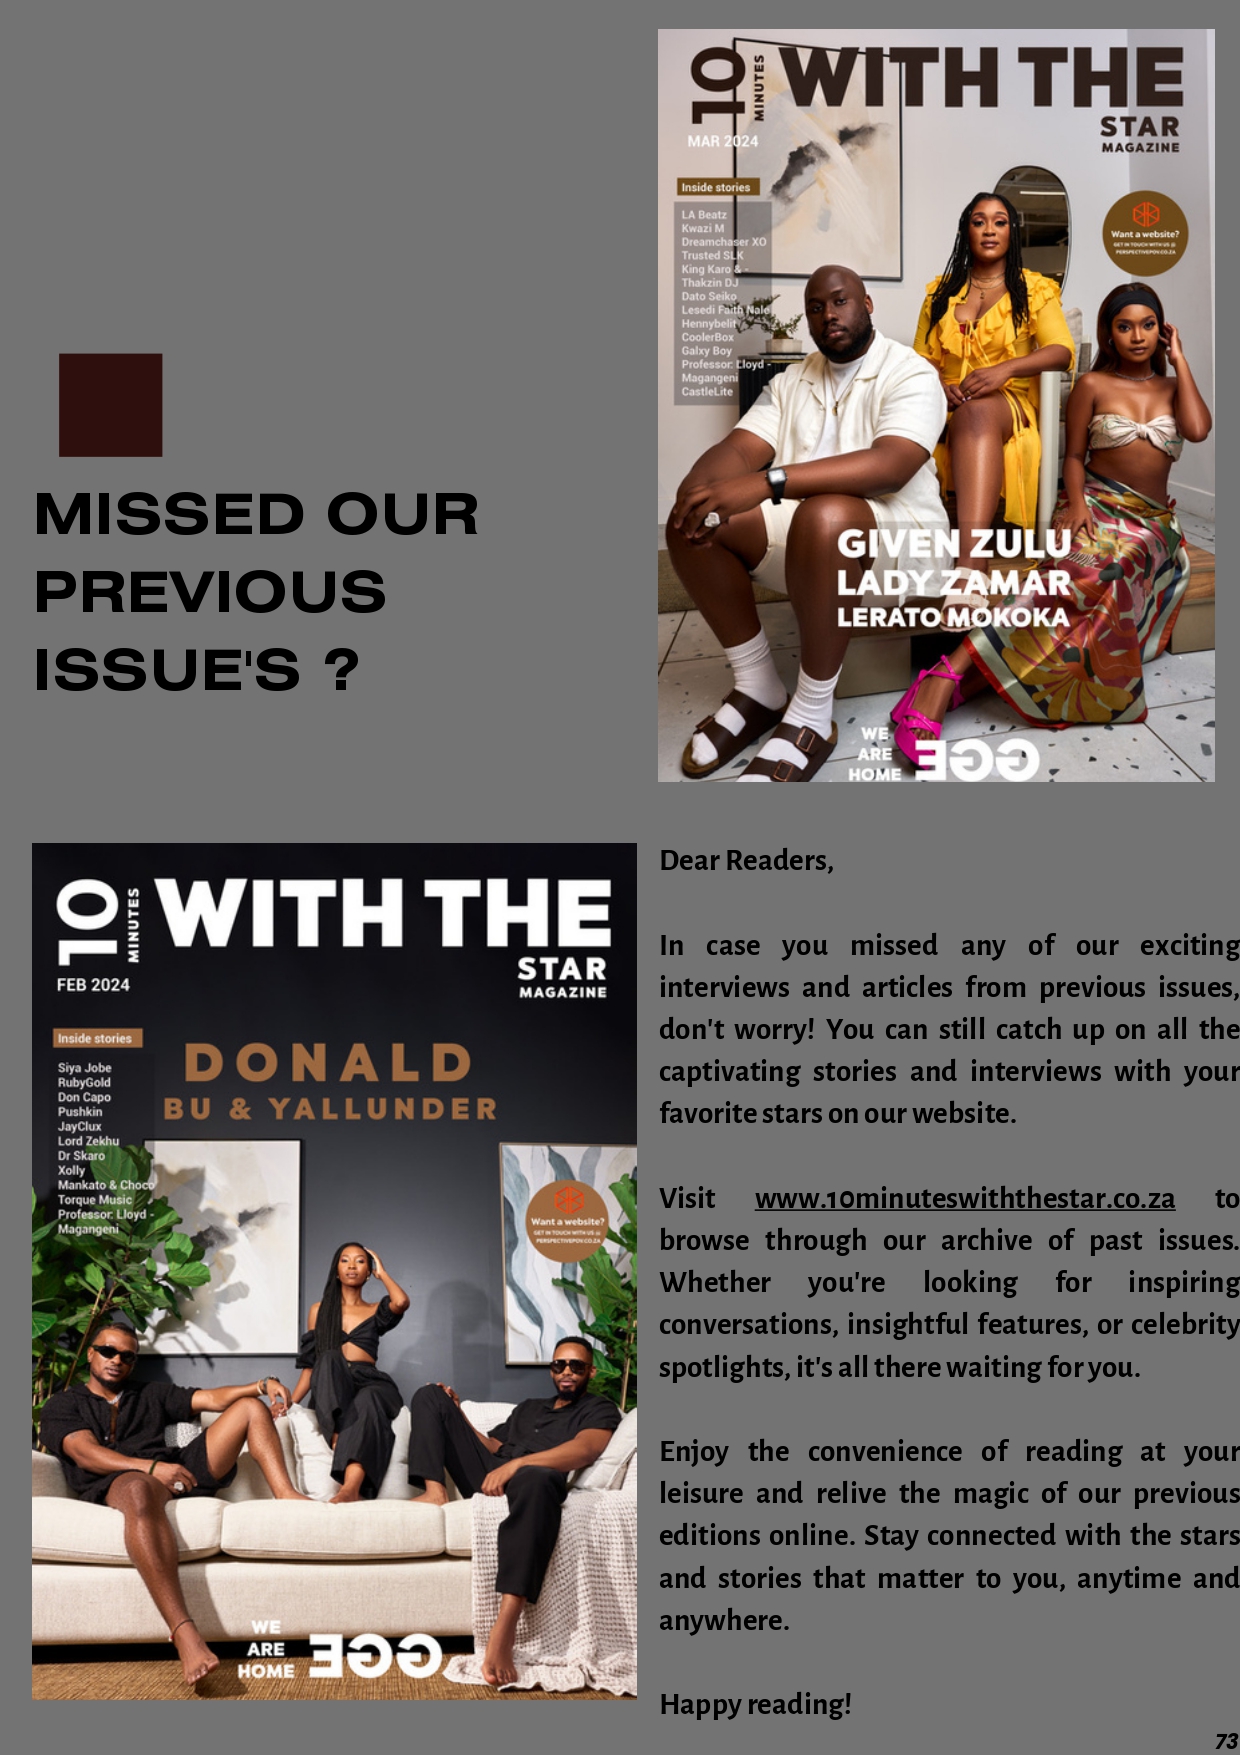 MISSED OUR
PREVIOUS
ISSUE'S ?
10
MINUTES
WITH THE
STAR
MAGAZINE
MAR 2024
Inside stories
LA Beatz
Kwazi M
Dreamchaser XO
Trusted SLK
King Karo & -
Thakzin DJ
Dato Seiko
Lesedi Faith Nale
Hennybelit
CoolerBox
Galxy Boy
Professor: Lloyd -
Magangeni
CastleLite
Want a website?
GET IN TOUCH WITH US @
PERSPECTIVEPOV.CO.ZA
GIVEN ZULU
LADY ZAMAR
LERATO MOKOKA
WE
ARE
HOME
GGE
10
MINUTES
WITH THE
STAR
MAGAZINE
FEB 2024
DONALD
BU & YALLUNDER
Inside stories
Siya Jobe
RubyGold
Don Capo
Pushkin
JayClux
Lord Zekhu
Dr Skaro
Xolly
Mankato & Choco
Torque Music
Professor: Lloyd -
Magangeni
Want a website?
GET IN TOUCH WITH US @
PERSPECTIVEPOV.CO.ZA
WE
ARE
HOME
GGE
Dear Readers,
In case you missed any of our exciting
interviews and articles from previous issues,
don't worry! You can still catch up on all the
captivating stories and interviews with your
favorite stars on our website.
Visit www.10minuteswiththestar.co.za to
browse through our archive of past issues.
Whether you're looking for inspiring
conversations, insightful features, or celebrity
spotlights, it's all there waiting for you.
Enjoy the convenience of reading at your
leisure and relive the magic of our previous
editions online. Stay connected with the stars
and stories that matter to you, anytime and
anywhere.
Happy reading!
73